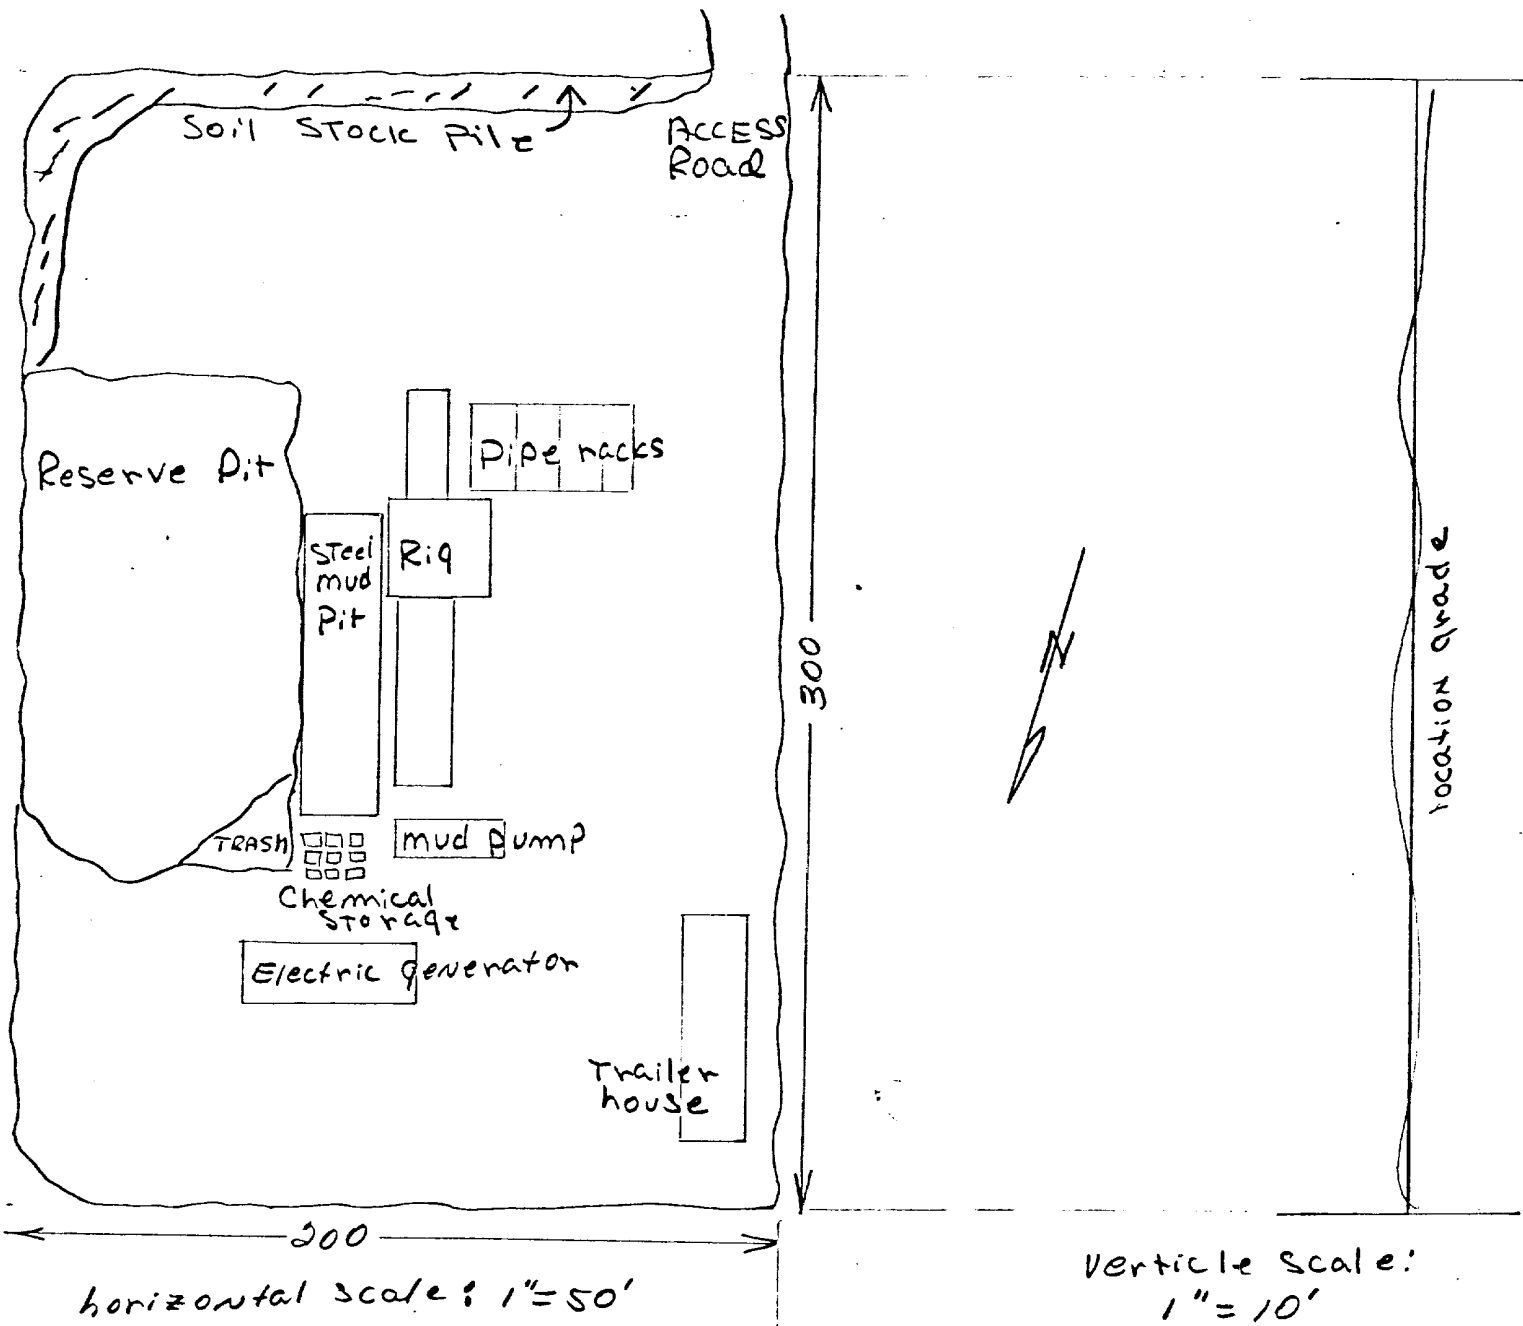 Soil Stock Pile
ACCESS
Road
Reserve Pit
Pipe racks
Steel
mud
Pit
Rig
300
N
location grade
TRASH
mud pump
Chemical
Storage
Electric generator
Trailer
house
200
horizontal scale: 1"=50'
verticle scale:
1"=10'